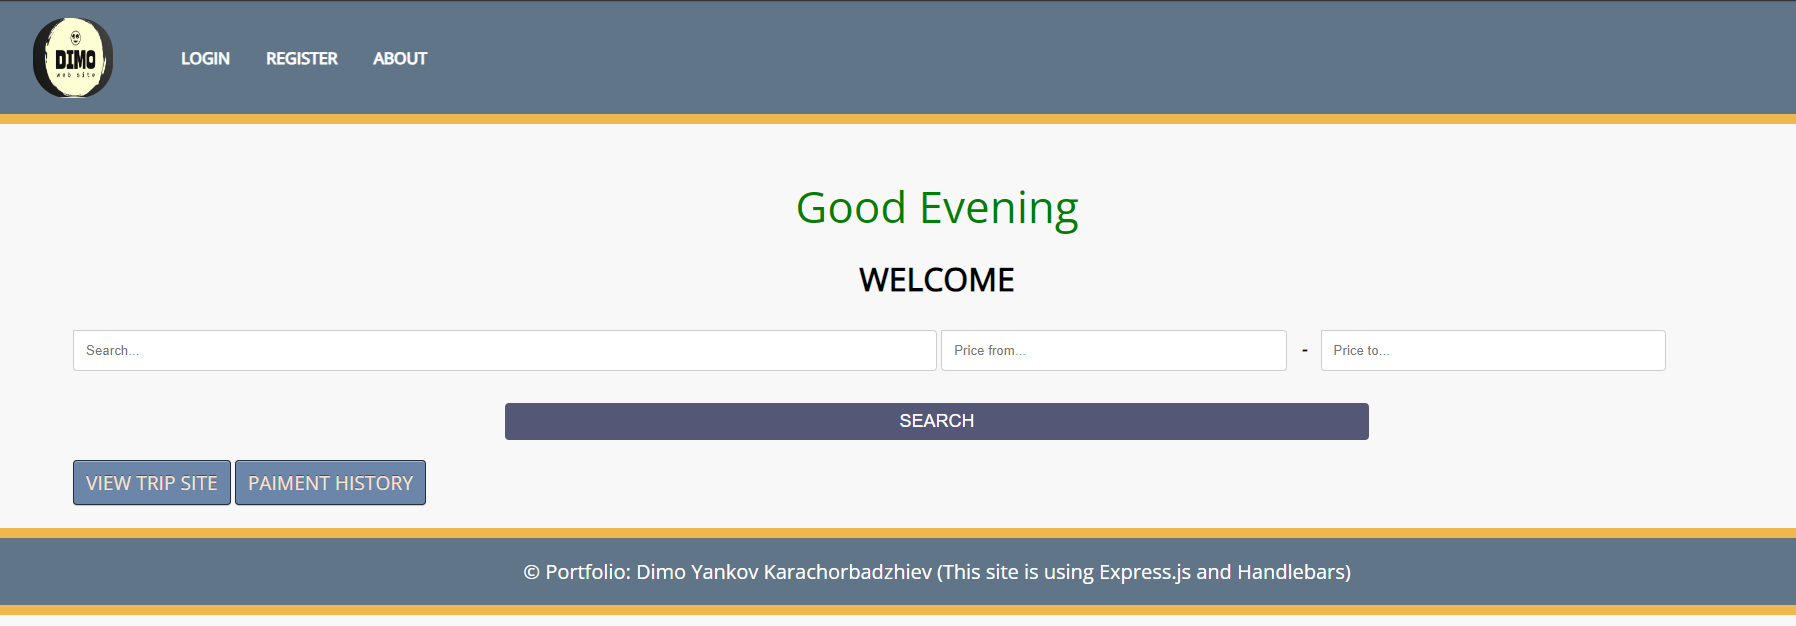 DIMO
web site
LOGIN REGISTER ABOUT
Good Evening
WELCOME
Search... Price from... - Price to...
SEARCH
VIEW TRIP SITE PAIMENT HISTORY
© Portfolio: Dimo Yankov Karachorbadzhiev (This site is using Express.js and Handlebars)